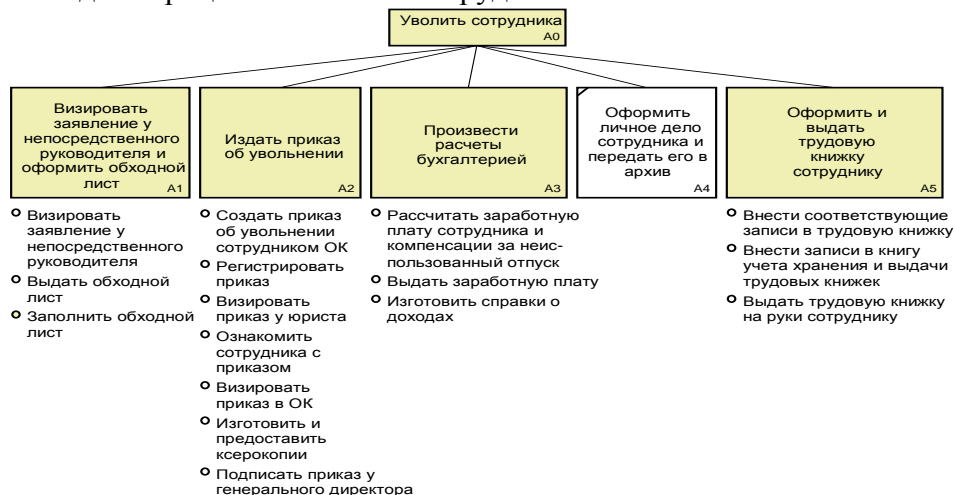 Уволить сотрудника
A0
Визировать
заявление у
непосредственного
руководителя и
оформить обходной
лист
A1
Издать приказ
об увольнении
A2
Произвести
расчеты
бухгалтерией
A3
Оформить
личное дело
сотрудника и
передать его в
архив
A4
Оформить и
выдать
трудовую
книжку
сотруднику
A5
Визировать
заявление у
непосредственного
руководителя
Выдать обходной
лист
Заполнить обходной
лист
Создать приказ
об увольнении
сотрудником ОК
Регистрировать
приказ
Визировать
приказ у юриста
Ознакомить
сотрудника с
приказом
Визировать
приказ в ОК
Изготовить и
предоставить
ксерокопии
Подписать приказ у
генерального директора
Рассчитать заработную
плату сотрудника и
компенсации за неис-
пользованный отпуск
Выдать заработную плату
Изготовить справки о
доходах
Внести соответствующие
записи в трудовую книжку
Внести записи в книгу
учета хранения и выдачи
трудовых книжек
Выдать трудовую книжку
на руки сотруднику